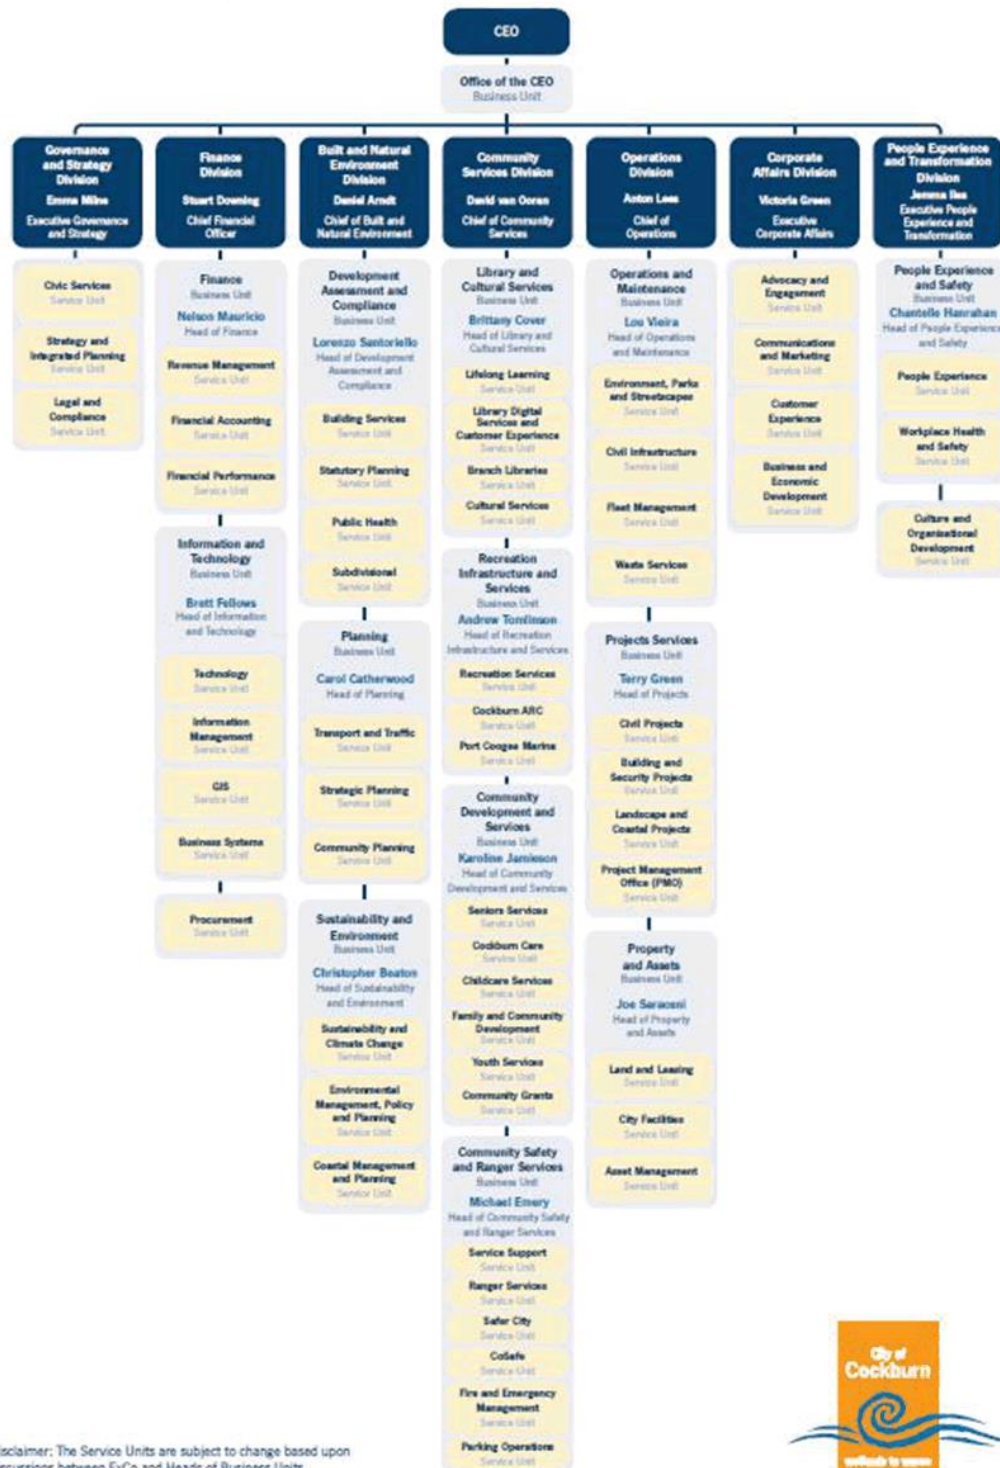 CEO
Office of the CEO
Business Unit
Governance
and Strategy
Division
Emma Milne
Executive Governance
and Strategy
Civic Services
Service Unit
Strategy and
Integrated Planning
Service Unit
Legal and
Compliance
Service Unit
Finance
Division
Stuart Downing
Chief Financial
Officer
Finance
Business Unit
Nelson Mauricio
Head of Finance
Revenue Management
Service Unit
Financial Accounting
Service Unit
Financial Performance
Service Unit
Information and
Technology
Business Unit
Brett Fellows
Head of Information
and Technology
Technology
Service Unit
Information
Management
Service Unit
GIS
Service Unit
Business Systems
Service Unit
Procurement
Service Unit
Built and Natural
Environment
Division
Daniel Arndt
Chief of Built and
Natural Environment
Development
Assessment and
Compliance
Business Unit
Lorenzo Santoriello
Head of Development
Assessment and
Compliance
Building Services
Service Unit
Statutory Planning
Service Unit
Public Health
Service Unit
Subdivisional
Service Unit
Planning
Business Unit
Carol Catherwood
Head of Planning
Transport and Traffic
Service Unit
Strategic Planning
Service Unit
Community Planning
Service Unit
Sustainability and
Environment
Business Unit
Christopher Beaton
Head of Sustainability
and Environment
Sustainability and
Climate Change
Service Unit
Environmental
Management, Policy
and Planning
Service Unit
Coastal Management
and Planning
Service Unit
Community
Services Division
David van Ooran
Chief of Community
Services
Library and
Cultural Services
Business Unit
Brittany Cover
Head of Library and
Cultural Services
Lifelong Learning
Service Unit
Library Digital
Services and
Customer Experience
Service Unit
Branch Libraries
Service Unit
Cultural Services
Service Unit
Recreation
Infrastructure and
Services
Business Unit
Andrew Tomlinson
Head of Recreation
Infrastructure and Services
Recreation Services
Service Unit
Cockburn ARC
Service Unit
Port Coogee Marina
Service Unit
Community
Development and
Services
Business Unit
Karoline Jamieson
Head of Community
Development and Services
Seniors Services
Service Unit
Cockburn Care
Service Unit
Childcare Services
Service Unit
Family and Community
Development
Service Unit
Youth Services
Service Unit
Community Grants
Service Unit
Community Safety
and Ranger Services
Business Unit
Michael Emery
Head of Community Safety
and Ranger Services
Service Support
Service Unit
Ranger Services
Service Unit
Safer City
Service Unit
CoSafe
Service Unit
Fire and Emergency
Management
Service Unit
Parking Operations
Service Unit
Operations
Division
Anton Lees
Chief of
Operations
Operations and
Maintenance
Business Unit
Lou Vieira
Head of Operations
and Maintenance
Environment, Parks
and Streetscapes
Service Unit
Civil Infrastructure
Service Unit
Fleet Management
Service Unit
Waste Services
Service Unit
Projects Services
Business Unit
Terry Green
Head of Projects
Civil Projects
Service Unit
Building and
Security Projects
Service Unit
Landscape and
Coastal Projects
Service Unit
Project Management
Office (PMO)
Service Unit
Property
and Assets
Business Unit
Joe Saraceni
Head of Property
and Assets
Land and Leasing
Service Unit
City Facilities
Service Unit
Asset Management
Service Unit
Corporate
Affairs Division
Victoria Green
Executive
Corporate Affairs
Advocacy and
Engagement
Service Unit
Communications
and Marketing
Service Unit
Customer
Experience
Service Unit
Business and
Economic
Development
Service Unit
People Experience
and Transformation
Division
Jemma Iles
Executive People
Experience and
Transformation
People Experience
and Safety
Business Unit
Chantelle Hanrahan
Head of People Experience
and Safety
People Experience
Service Unit
Workplace Health
and Safety
Service Unit
Culture and
Organisational
Development
Service Unit
isclaimer: The Service Units are subject to change based upon
scussions between ExCo and Heads of Business Units
City of
Cockburn
wetlands to waves